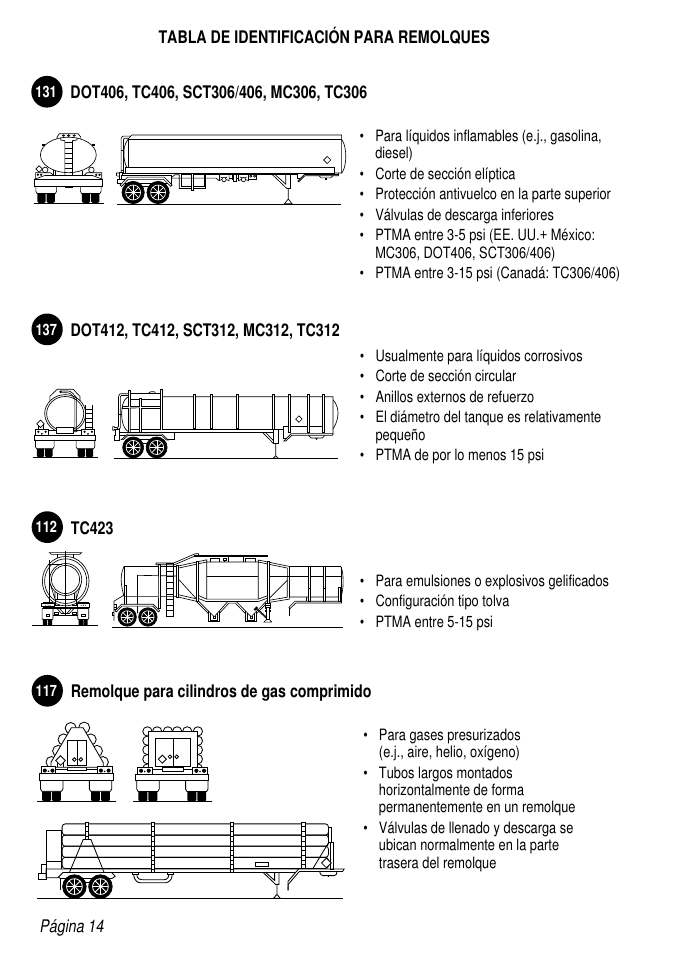 TABLA DE IDENTIFICACIÓN PARA REMOLQUES
131 DOT406, TC406, SCT306/406, MC306, TC306
• Para líquidos inflamables (e.j., gasolina,
diesel)
• Corte de sección elíptica
• Protección antivuelco en la parte superior
• Válvulas de descarga inferiores
• PTMA entre 3-5 psi (EE. UU.+ México:
MC306, DOT406, SCT306/406)
• PTMA entre 3-15 psi (Canadá: TC306/406)
137 DOT412, TC412, SCT312, MC312, TC312
• Usualmente para líquidos corrosivos
• Corte de sección circular
• Anillos externos de refuerzo
• El diámetro del tanque es relativamente
pequeño
• PTMA de por lo menos 15 psi
112 TC423
• Para emulsiones o explosivos gelificados
• Configuración tipo tolva
• PTMA entre 5-15 psi
117 Remolque para cilindros de gas comprimido
• Para gases presurizados
(e.j., aire, helio, oxígeno)
• Tubos largos montados
horizontalmente de forma
permanentemente en un remolque
• Válvulas de llenado y descarga se
ubican normalmente en la parte
trasera del remolque
Página 14